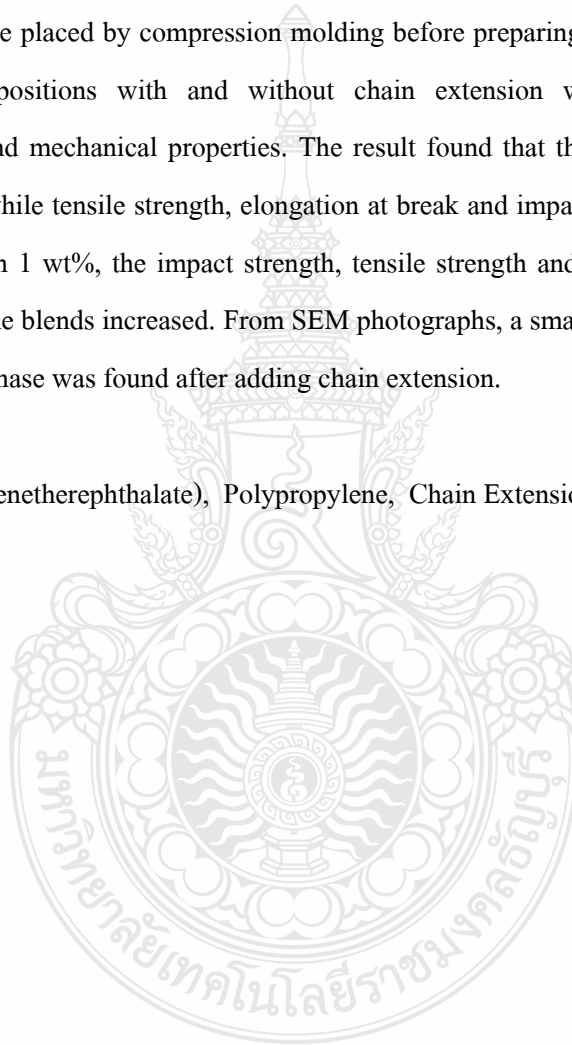 e placed by compression molding before preparing
positions with and without chain extension w
nd mechanical properties. The result found that th
while tensile strength, elongation at break and impa
n 1 wt%, the impact strength, tensile strength and
e blends increased. From SEM photographs, a sma
hase was found after adding chain extension.
enetherephthalate), Polypropylene, Chain Extensio
มหาวิทยาลัยเทคโนโลยีราชมงคลธัญบุรี